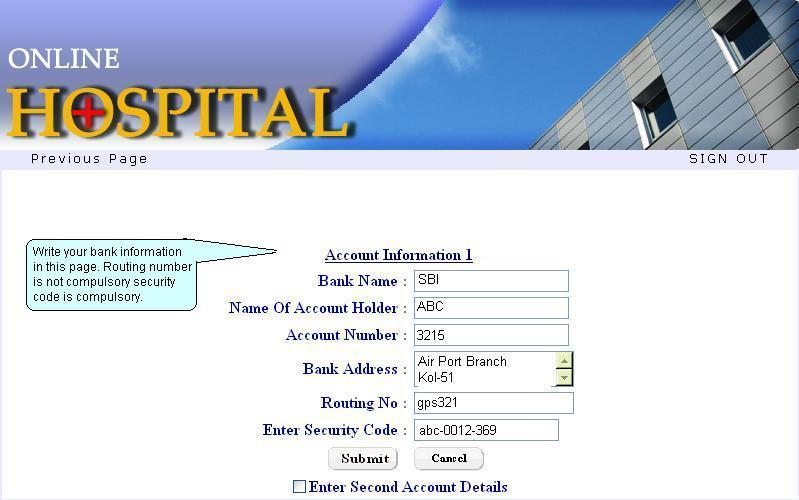 ONLINE
HOSPITAL
Previous Page SIGN OUT
Write your bank information
in this page. Routing number
is not compulsory security
code is compulsory.
Account Information 1
Bank Name : SBI
Name Of Account Holder : ABC
Account Number : 3215
Bank Address : Air Port Branch
Kol-51
Routing No : gps321
Enter Security Code : abc-0012-369
Submit Cancel
Enter Second Account Details